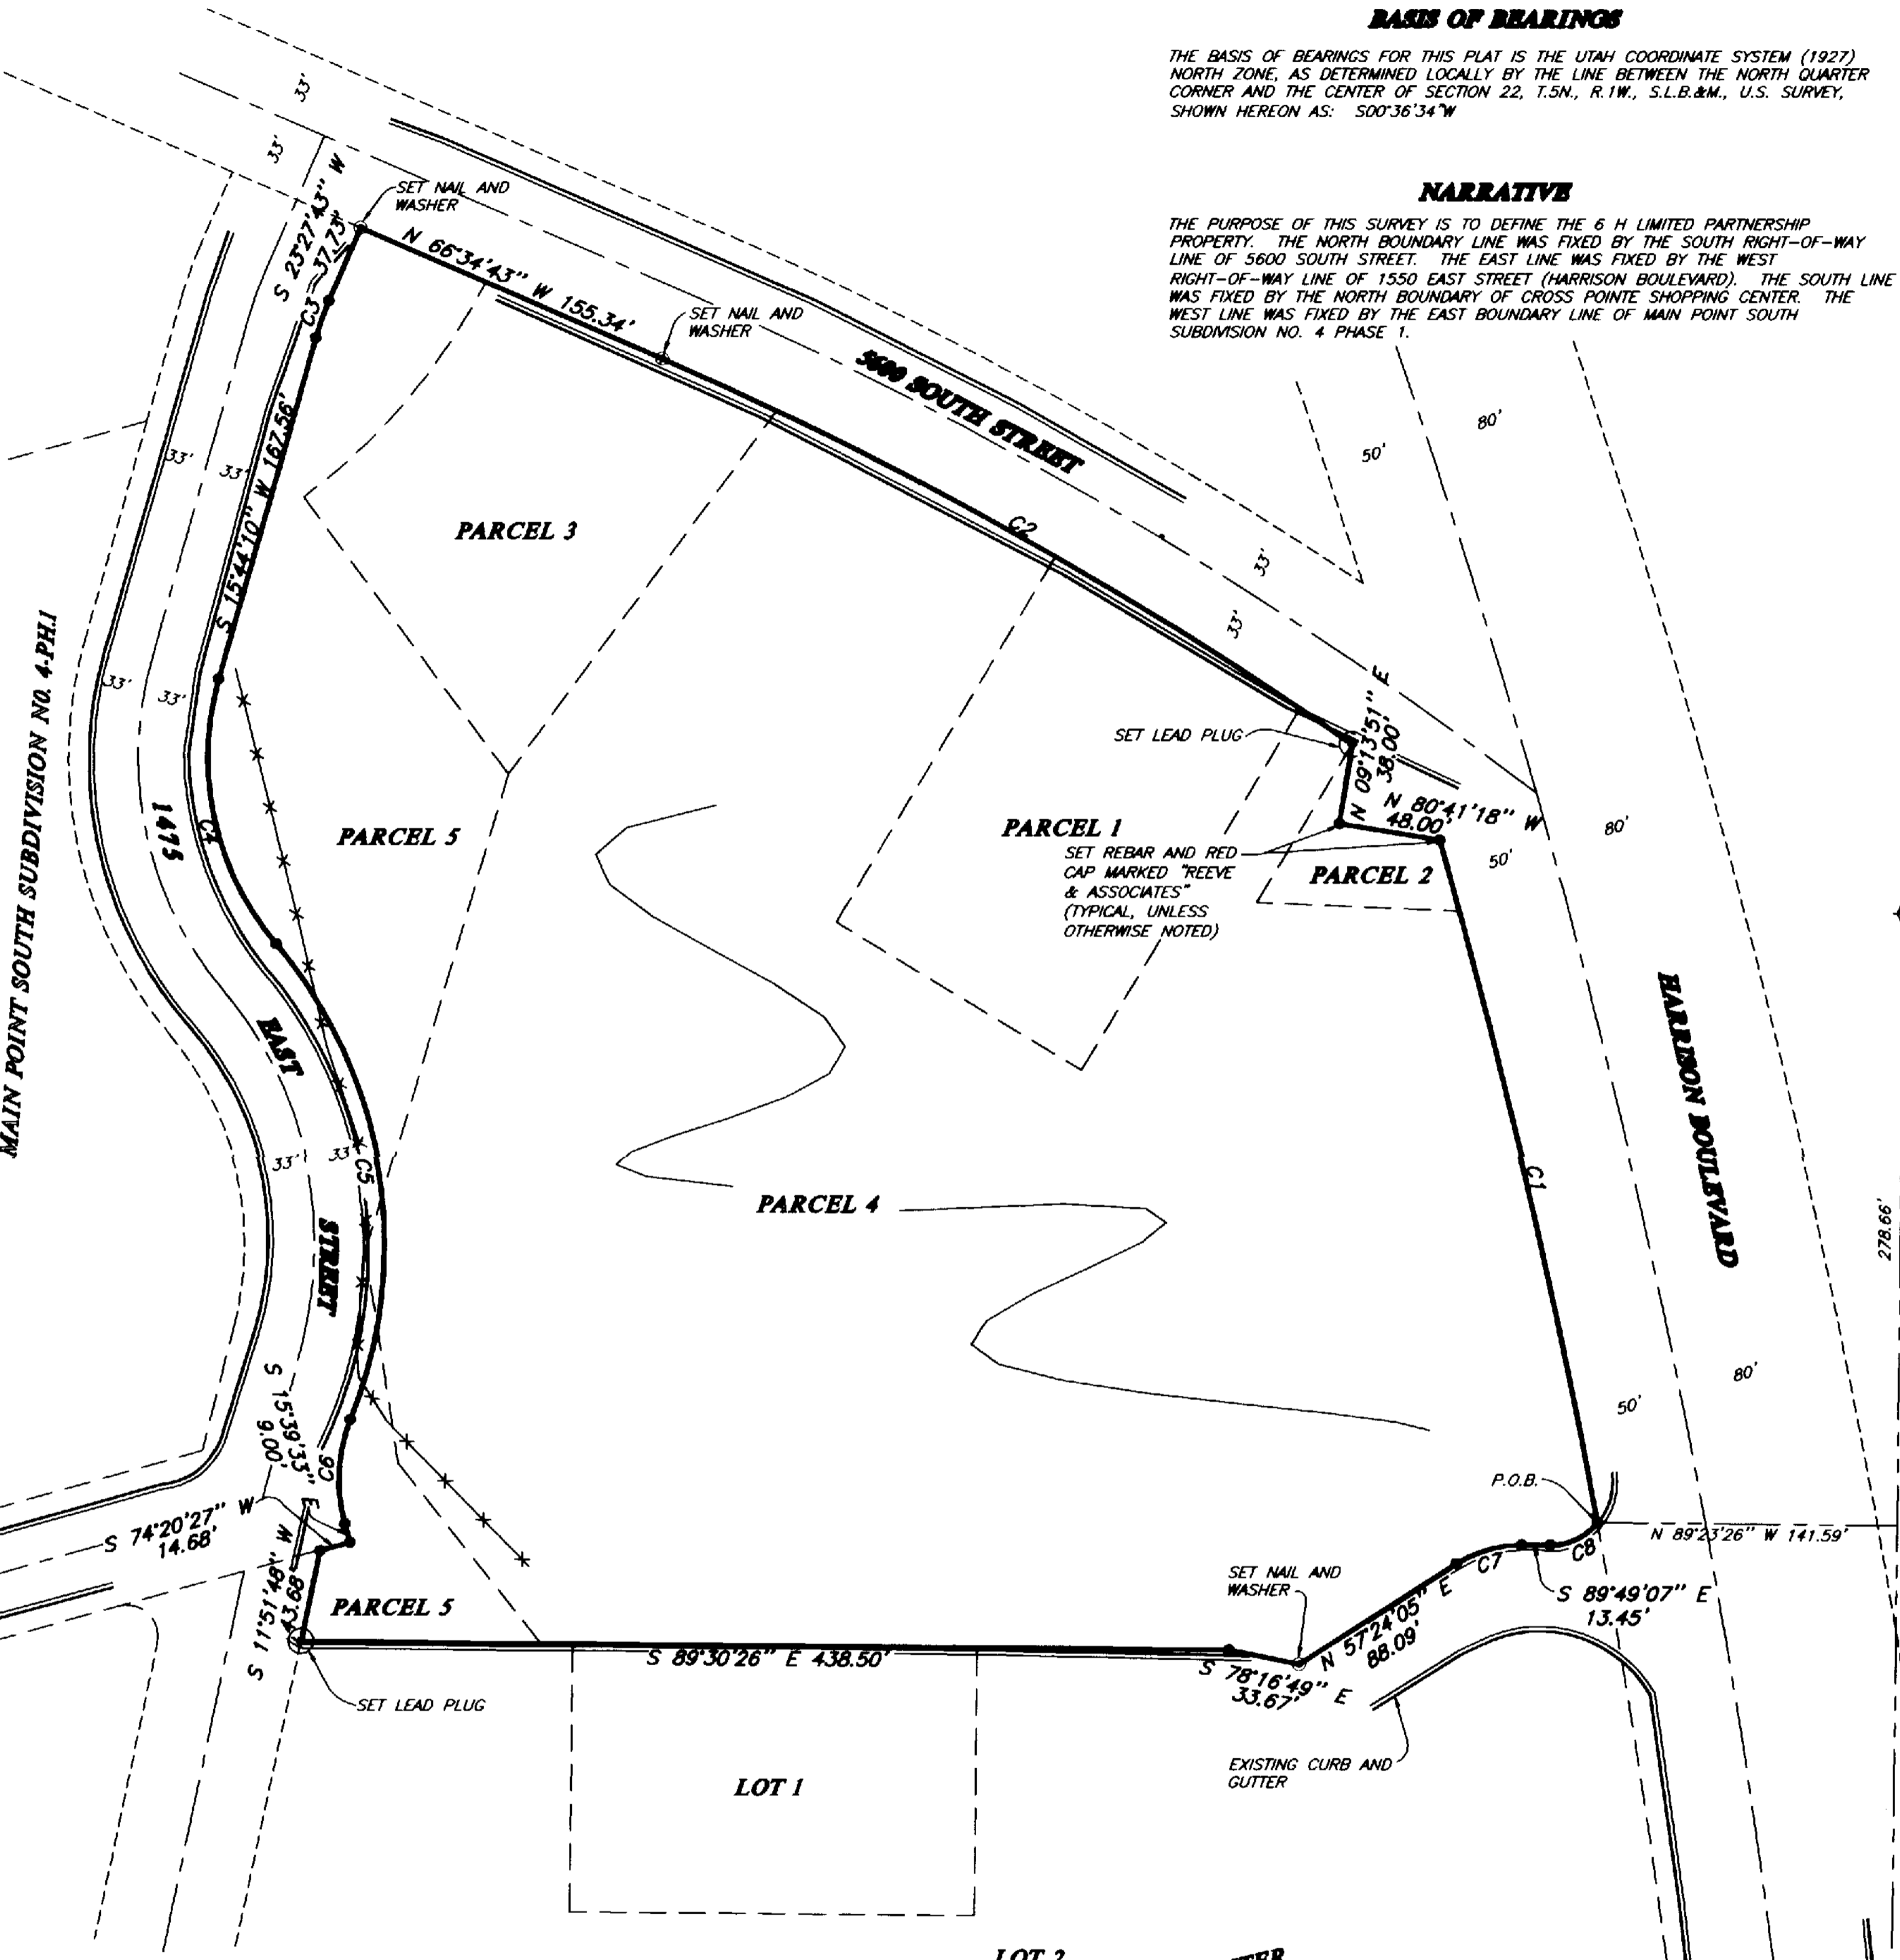 BASIS OF BEARINGS
THE BASIS OF BEARINGS FOR THIS PLAT IS THE UTAH COORDINATE SYSTEM (1927)
NORTH ZONE, AS DETERMINED LOCALLY BY THE LINE BETWEEN THE NORTH QUARTER
CORNER AND THE CENTER OF SECTION 22, T.5N., R.1W., S.L.B.&M., U.S. SURVEY,
SHOWN HEREON AS: S00°36'34"W
NARRATIVE
THE PURPOSE OF THIS SURVEY IS TO DEFINE THE 6 H LIMITED PARTNERSHIP
PROPERTY. THE NORTH BOUNDARY LINE WAS FIXED BY THE SOUTH RIGHT-OF-WAY
LINE OF 5600 SOUTH STREET. THE EAST LINE WAS FIXED BY THE WEST
RIGHT-OF-WAY LINE OF 1550 EAST STREET (HARRISON BOULEVARD). THE SOUTH LINE
WAS FIXED BY THE NORTH BOUNDARY OF CROSS POINTE SHOPPING CENTER. THE
WEST LINE WAS FIXED BY THE EAST BOUNDARY LINE OF MAIN POINT SOUTH
SUBDIVISION NO. 4 PHASE 1.
33'
33'
S 23°27'43" W
37.73'
SET NAIL AND
WASHER
N 66°34'43" W 155.34'
SET NAIL AND
WASHER
C3
5600 SOUTH STREET
50'
80'
33'
33'
S 15°44'10" W 167.56'
PARCEL 3
C2
33'
33'
MAIN POINT SOUTH SUBDIVISION NO. 4-PH.1
33'
33'
SET LEAD PLUG
N 09°13'51" E
38.00'
N 80°41'18" W
48.00'
80'
50'
1475
C4
PARCEL 5
PARCEL 1
SET REBAR AND RED
CAP MARKED "REEVE
& ASSOCIATES"
(TYPICAL, UNLESS
OTHERWISE NOTED)
PARCEL 2
EAST
HARRISON BOULEVARD
33'
33'
C5
C1
PARCEL 4
278.66'
STREET
S 15°39'33" E
9.00'
C6
80'
50'
P.O.B.
S 74°20'27" W
14.68'
N 89°23'26" W 141.59'
C7
C8
S 11°51'48" W
43.68'
PARCEL 5
SET NAIL AND
WASHER
S 89°49'07" E
13.45'
N 57°24'05" E
88.09'
S 89°30'26" E 438.50'
S 78°16'49" E
33.67'
SET LEAD PLUG
EXISTING CURB AND
GUTTER
LOT 1
LOT 2